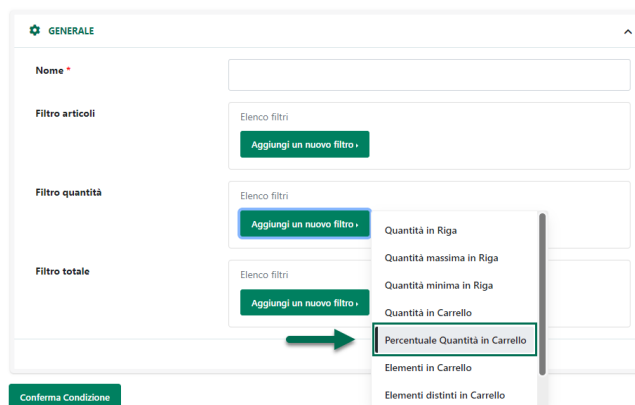 GENERALE
Nome *
Filtro articoli
Elenco filtri
Aggiungi un nuovo filtro ›
Filtro quantità
Elenco filtri
Aggiungi un nuovo filtro ›
Quantità in Riga
Quantità massima in Riga
Quantità minima in Riga
Quantità in Carrello
Percentuale Quantità in Carrello
Elementi in Carrello
Elementi distinti in Carrello
Filtro totale
Elenco filtri
Aggiungi un nuovo filtro ›
Conferma Condizione